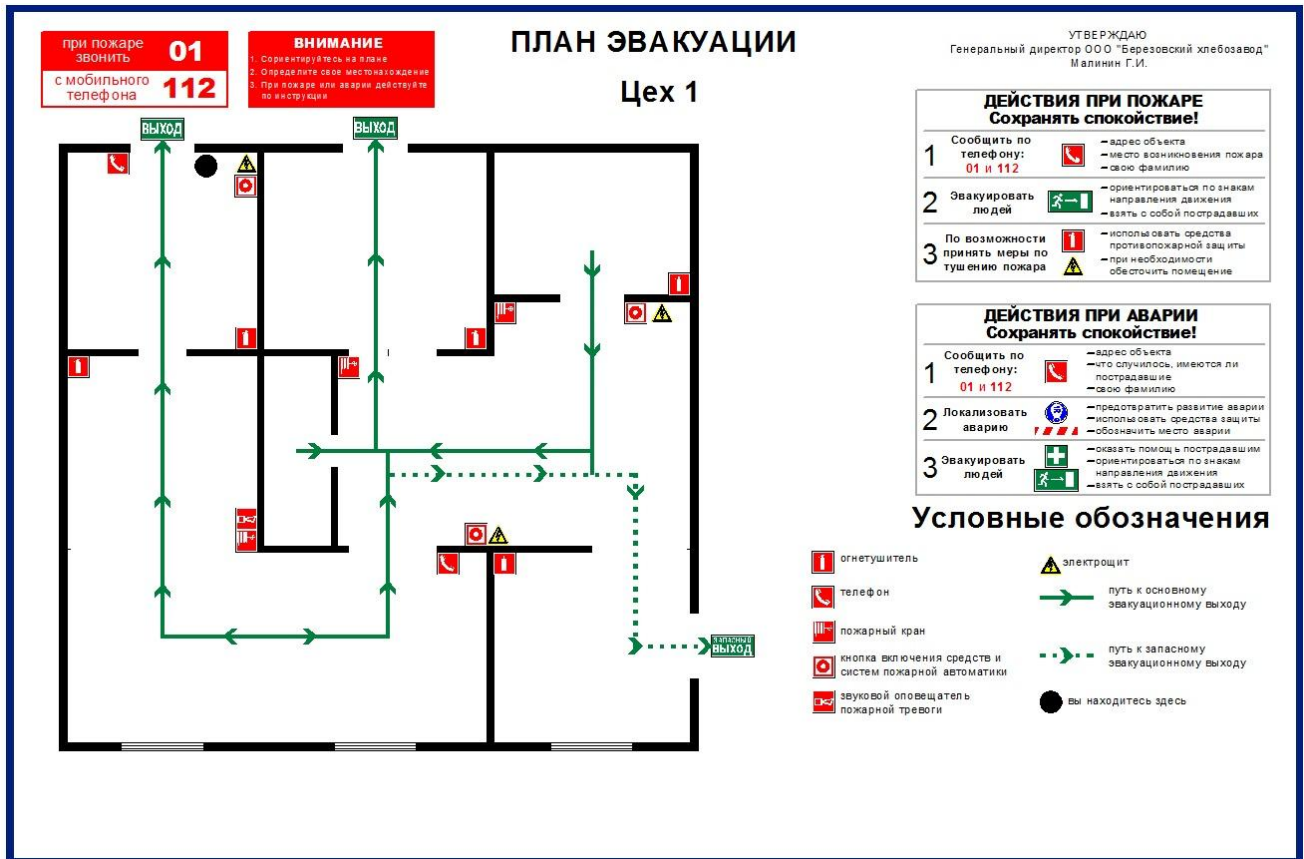 при пожаре
звонить 01
с мобильного
телефона 112
ВНИМАНИЕ
1. Сориентируйтесь на плане
2. Определите свое местонахождение
3. При пожаре или аварии действуйте
по инструкции
ПЛАН ЭВАКУАЦИИ
Цех 1
УТВЕРЖДАЮ
Генеральный директор ООО "Березовский хлебозавод"
Малинин Г.И.
ВЫХОД
ВЫХОД
ЗАПАСНЫЙ
ВЫХОД
ДЕЙСТВИЯ ПРИ ПОЖАРЕ
Сохранять спокойствие!
1 Сообщить по
телефону:
01 и 112
– адрес объекта
– место возникновения пожара
– свою фамилию
2 Эвакуировать
людей
– ориентироваться по знакам
направления движения
– взять с собой пострадавших
3 По возможности
принять меры по
тушению пожара
– использовать средства
противопожарной защиты
– при необходимости
обесточить помещение
ДЕЙСТВИЯ ПРИ АВАРИИ
Сохранять спокойствие!
1 Сообщить по
телефону:
01 и 112
– адрес объекта
– что случилось, имеются ли
пострадавшие
– свою фамилию
2 Локализовать
аварию
– предотвратить развитие аварии
– использовать средства защиты
– обозначить место аварии
3 Эвакуировать
людей
– оказать помощь пострадавшим
– ориентироваться по знакам
направления движения
– взять с собой пострадавших
Условные обозначения
огнетушитель
телефон
пожарный кран
кнопка включения средств и
систем пожарной автоматики
звуковой оповещатель
пожарной тревоги
электрощит
путь к основному
эвакуационному выходу
путь к запасному
эвакуационному выходу
вы находитесь здесь